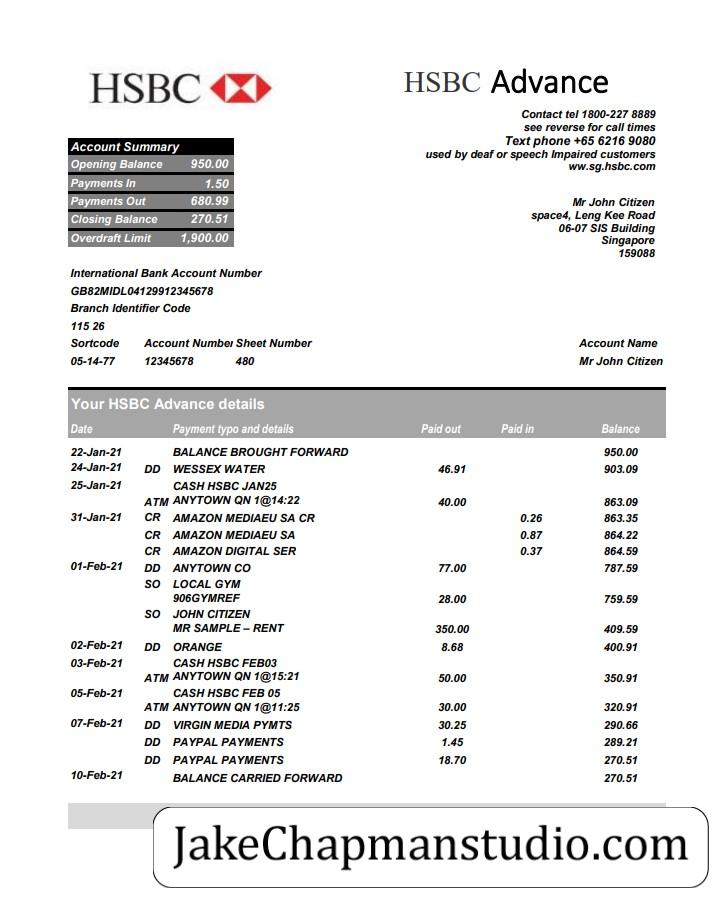 HSBC
HSBC Advance
Contact tel 1800-227 8889
see reverse for call times
Text phone +65 6216 9080
used by deaf or speech Impaired customers
ww.sg.hsbc.com
Account Summary
Opening Balance 950.00
Payments In 1.50
Payments Out 680.99
Closing Balance 270.51
Overdraft Limit 1,900.00
Mr John Citizen
space4, Leng Kee Road
06-07 SIS Building
Singapore
159088
International Bank Account Number
GB82MIDL04129912345678
Branch Identifier Code
115 26
Sortcode Account Number Sheet Number Account Name
05-14-77 12345678 480 Mr John Citizen
Your HSBC Advance details
Date Payment typo and details Paid out Paid in Balance
22-Jan-21 BALANCE BROUGHT FORWARD 950.00
24-Jan-21 DD WESSEX WATER 46.91 903.09
25-Jan-21 CASH HSBC JAN25
ATM ANYTOWN QN 1@14:22 40.00 863.09
31-Jan-21 CR AMAZON MEDIAEU SA CR 0.26 863.35
CR AMAZON MEDIAEU SA 0.87 864.22
CR AMAZON DIGITAL SER 0.37 864.59
01-Feb-21 DD ANYTOWN CO 77.00 787.59
SO LOCAL GYM
906GYMREF 28.00 759.59
SO JOHN CITIZEN
MR SAMPLE – RENT 350.00 409.59
02-Feb-21 DD ORANGE 8.68 400.91
03-Feb-21 CASH HSBC FEB03
ATM ANYTOWN QN 1@15:21 50.00 350.91
05-Feb-21 CASH HSBC FEB 05
ATM ANYTOWN QN 1@11:25 30.00 320.91
07-Feb-21 DD VIRGIN MEDIA PYMTS 30.25 290.66
DD PAYPAL PAYMENTS 1.45 289.21
DD PAYPAL PAYMENTS 18.70 270.51
10-Feb-21 BALANCE CARRIED FORWARD 270.51
JakeChapmanstudio.com